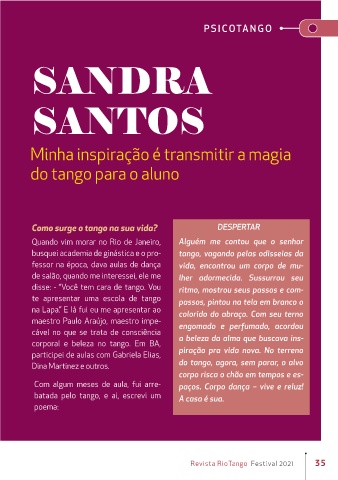 PSICOTANGO
SANDRA
SANTOS
Minha inspiração é transmitir a magia
do tango para o aluno
Como surge o tango na sua vida?
Quando vim morar no Rio de Janeiro,
busquei academia de ginástica e o pro-
fessor na época, dava aulas de dança
de salão, quando me interessei, ele me
disse: - "Você tem cara de tango. Vou
te apresentar uma escola de tango
na Lapa." E lá fui eu me apresentar ao
maestro Paulo Araújo, maestro impe-
cável no que se trata de consciência
corporal e beleza no tango. Em BA,
participei de aulas com Gabriela Elias,
Dina Martinez e outros.
Com algum meses de aula, fui arre-
batada pelo tango, e aí, escrevi um
poema:
DESPERTAR
Alguém me contou que o senhor
tango, vagando pelas odisseias da
vida, encontrou um corpo de mu-
lher adormecida. Sussurrou seu
ritmo, mostrou seus passos e com-
passos, pintou na tela em branco o
colorido do abraço. Com seu terno
engomado e perfumado, acordou
a beleza da alma que buscava ins-
piração pra vida nova. No terreno
do tango, agora sem parar, o alvo
corpo risca o chão em tempos e es-
paços. Corpo dança – vive e reluz!
A casa é sua.
Revista RioTango Festival 2021 35